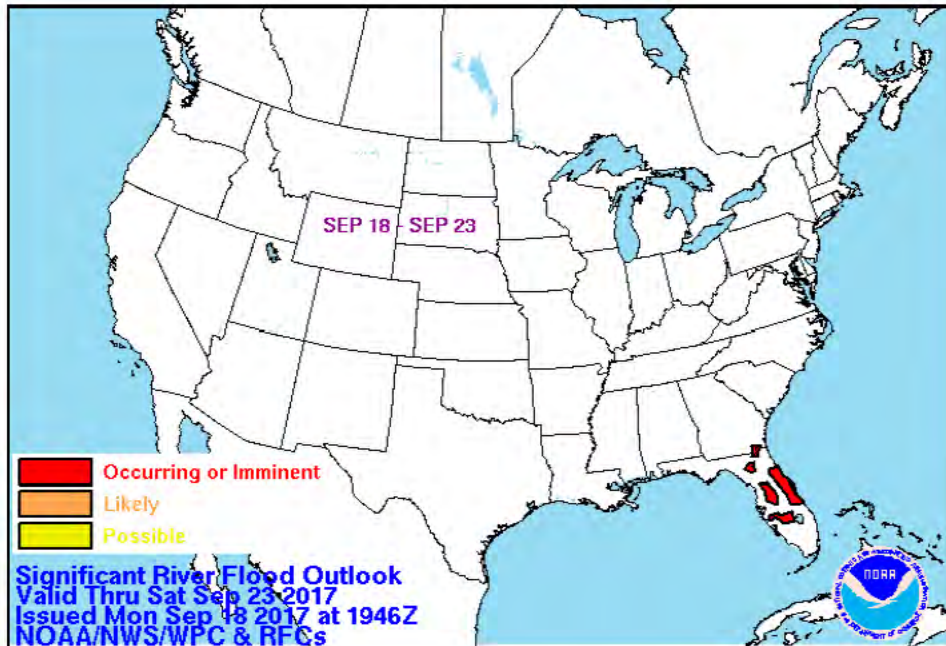 SEP 18 - SEP 23
Occurring or Imminent
Likely
Possible
Significant River Flood Outlook
Valid Thru Sat Sep 23 2017
Issued Mon Sep 18 2017 at 1946Z
NOAA/NWS/WPC & RFCs
NOAA